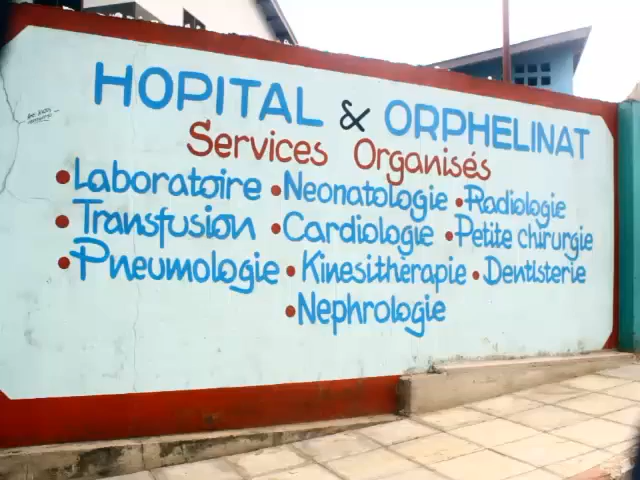 HOPITAL & ORPHELINAT
Services Organisés
• Laboratoire • Neonatologie • Radiologie
• Transfusion • Cardiologie • Petite chirurgie
• Pneumologie • Kinesithèrapie • Dentisterie
• Nephrologie